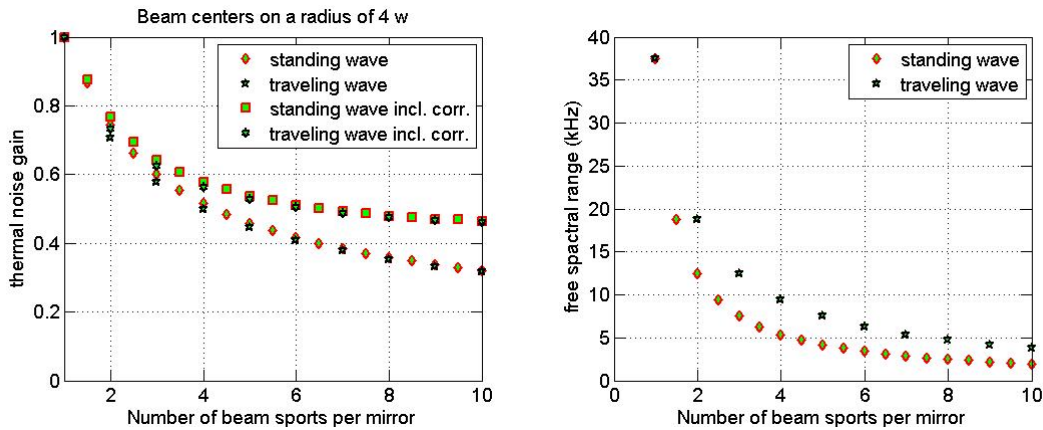 Beam centers on a radius of 4 w
thermal noise gain
1
0.8
0.6
0.4
0.2
0
standing wave
traveling wave
standing wave incl. corr.
traveling wave incl. corr.
2 4 6 8 10
Number of beam sports per mirror
free spactral range (kHz)
40
35
30
25
20
15
10
5
0
standing wave
traveling wave
0 2 4 6 8 10
Number of beam sports per mirror